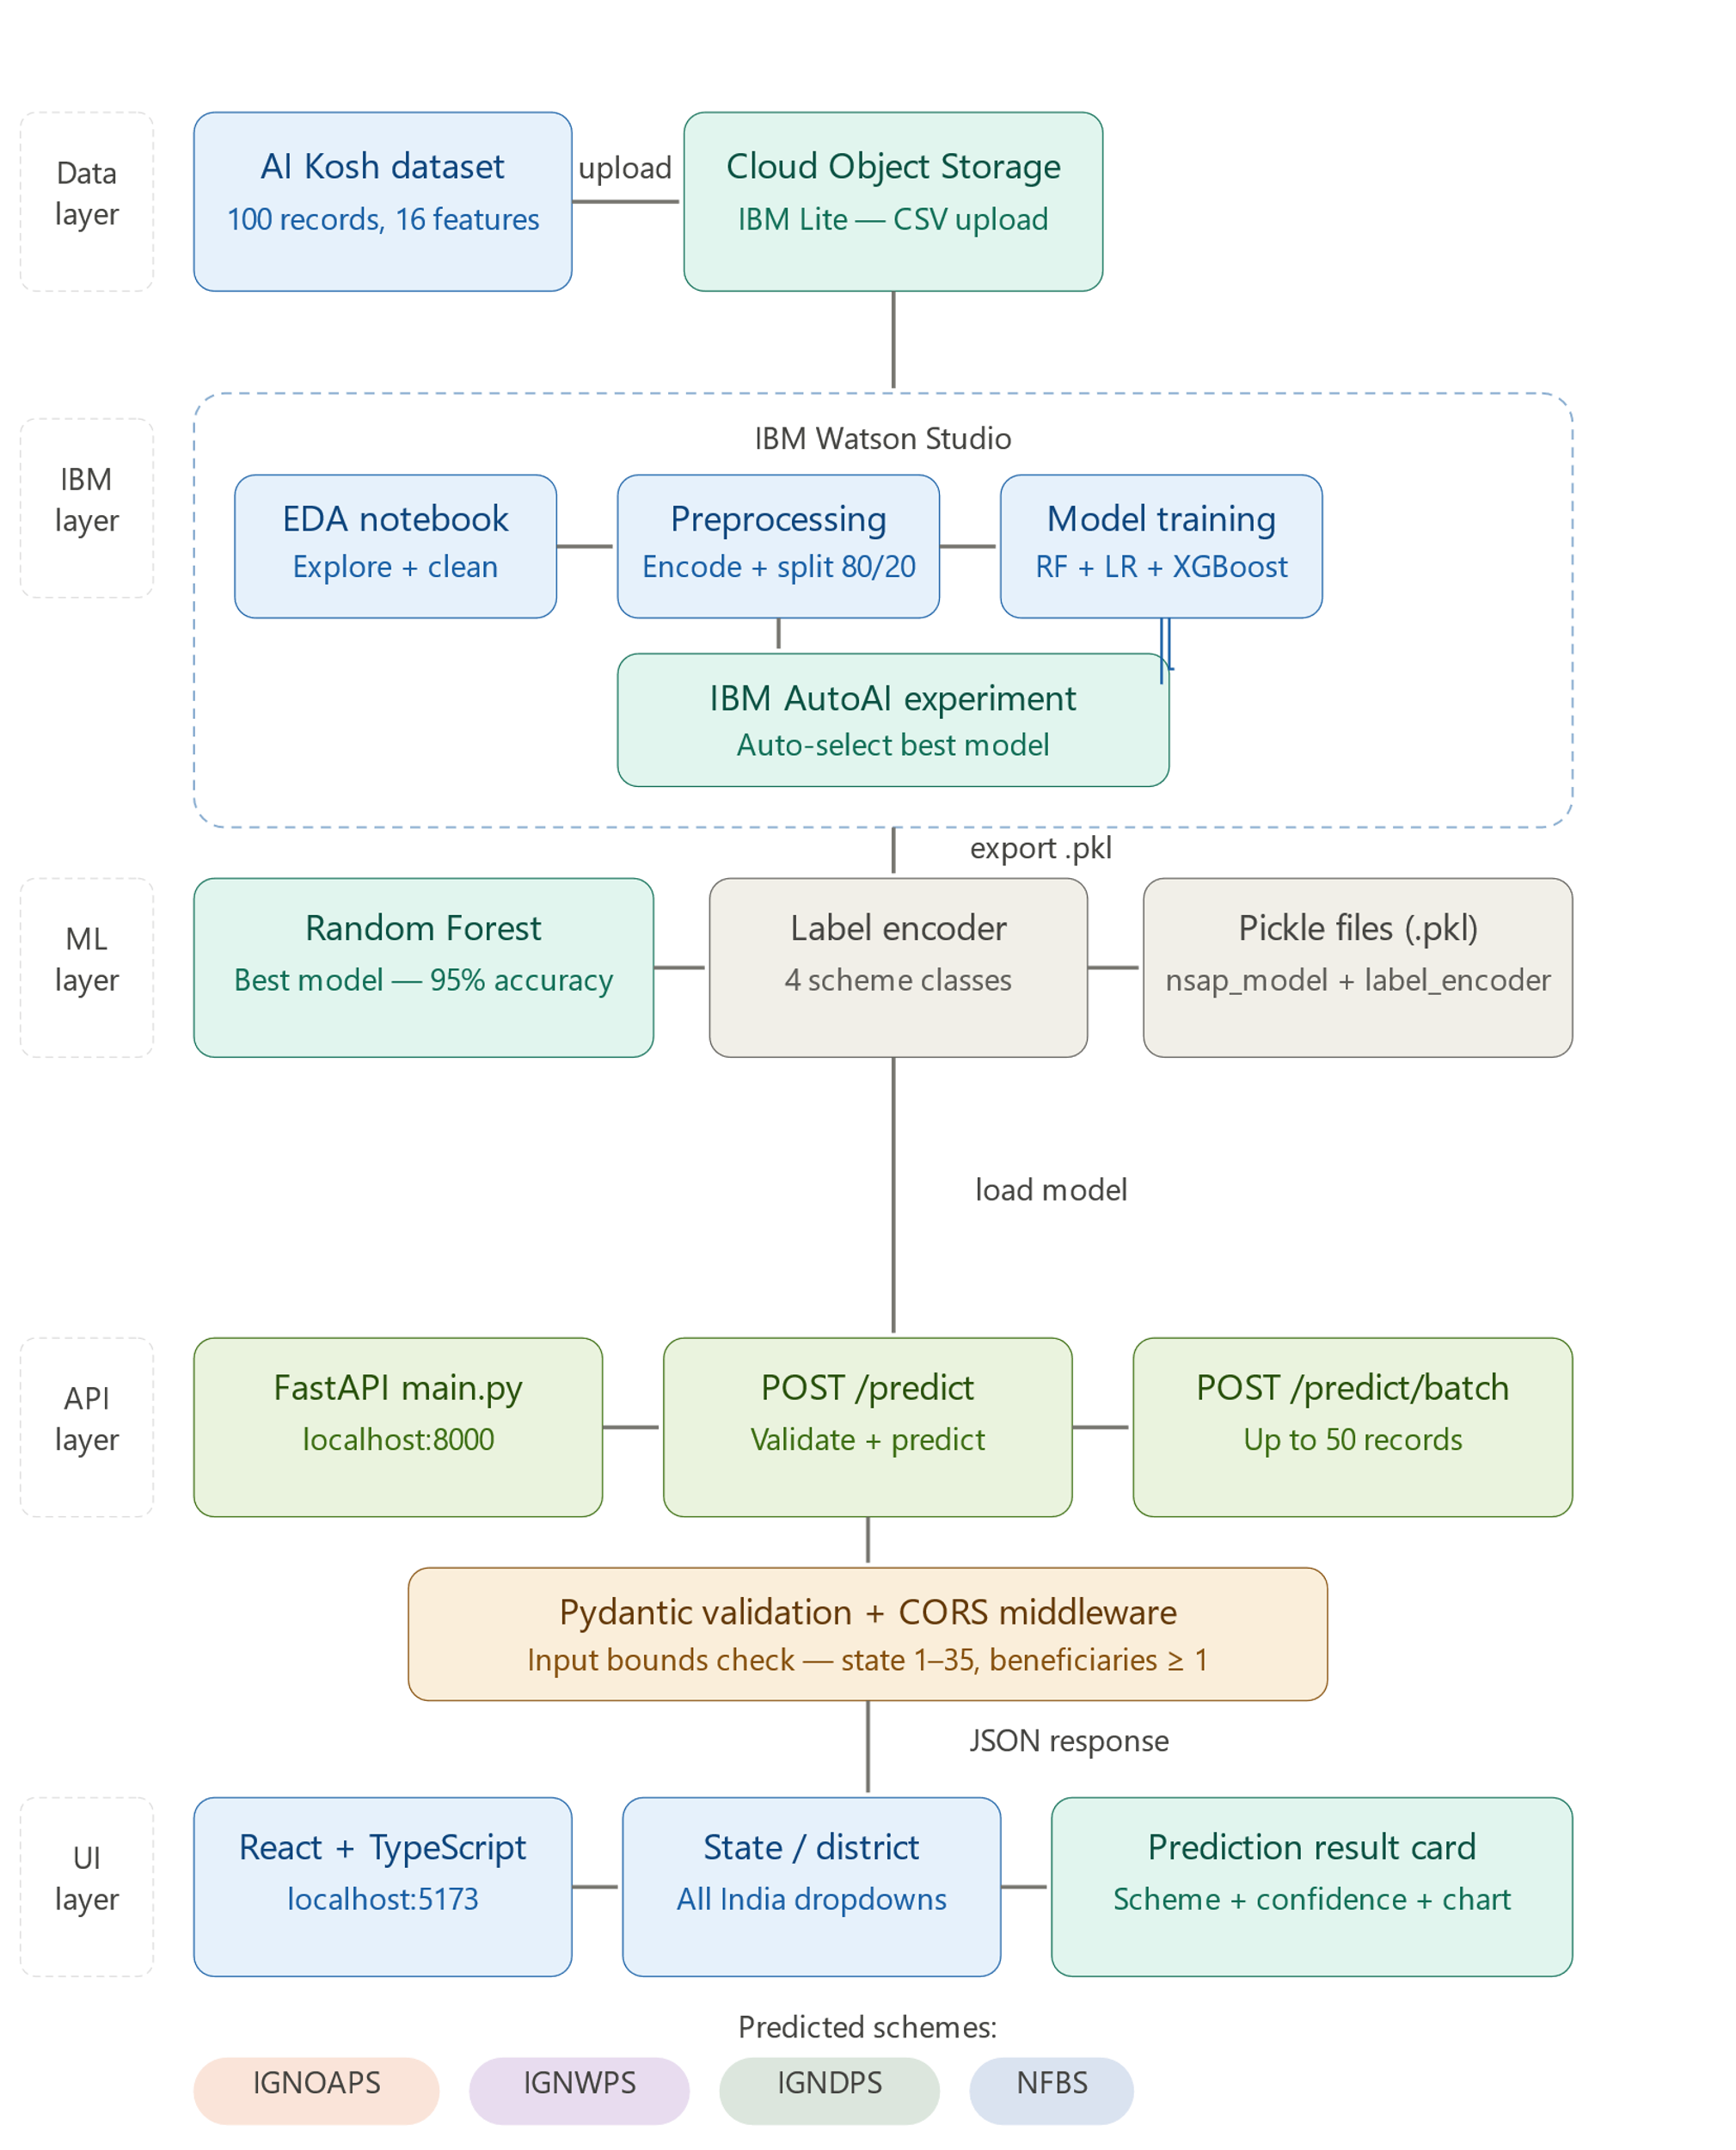 Data
layer
AI Kosh dataset
100 records, 16 features
upload
Cloud Object Storage
IBM Lite — CSV upload
IBM
layer
IBM Watson Studio
EDA notebook
Explore + clean
Preprocessing
Encode + split 80/20
Model training
RF + LR + XGBoost
IBM AutoAI experiment
Auto-select best model
export .pkl
ML
layer
Random Forest
Best model — 95% accuracy
Label encoder
4 scheme classes
Pickle files (.pkl)
nsap_model + label_encoder
load model
API
layer
FastAPI main.py
localhost:8000
POST /predict
Validate + predict
POST /predict/batch
Up to 50 records
Pydantic validation + CORS middleware
Input bounds check — state 1–35, beneficiaries ≥ 1
JSON response
UI
layer
React + TypeScript
localhost:5173
State / district
All India dropdowns
Prediction result card
Scheme + confidence + chart
Predicted schemes:
IGNOAPS
IGNWPS
IGNDPS
NFBS